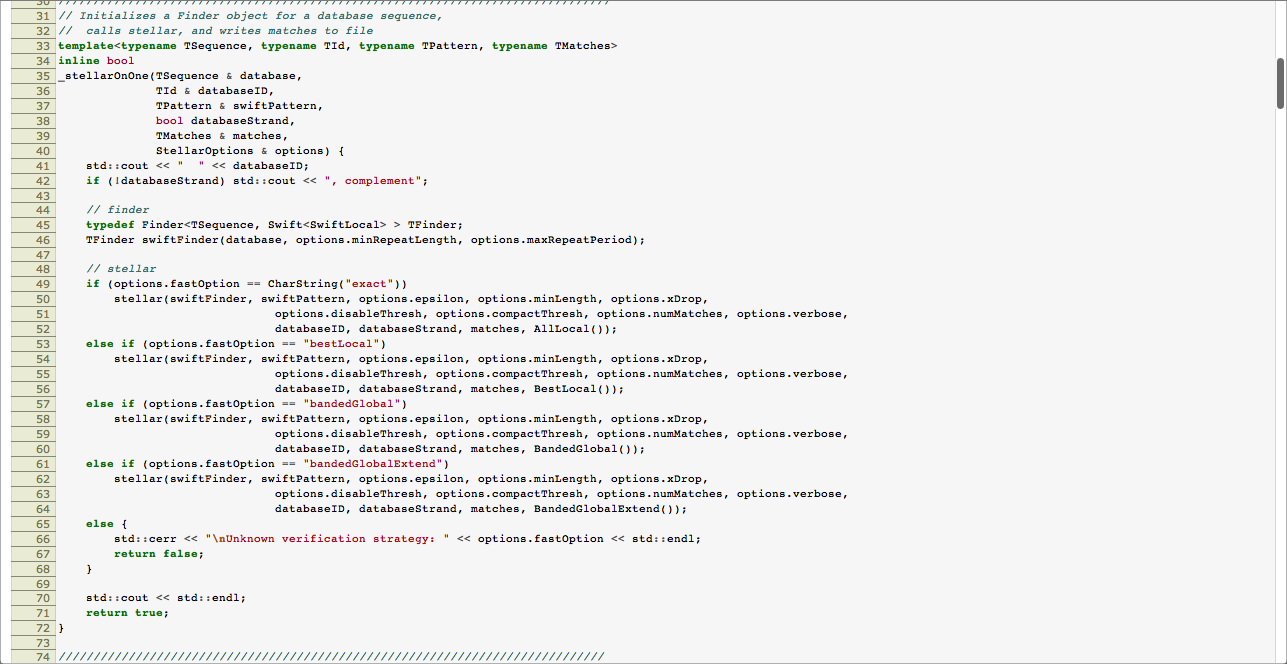 30 //////////////////////////////////////////////////////////////////////////////
31 // Initializes a Finder object for a database sequence,
32 //  calls stellar, and writes matches to file
33 template<typename TSequence, typename TId, typename TPattern, typename TMatches>
34 inline bool
35 _stellarOnOne(TSequence & database,
36               TId & databaseID,
37               TPattern & swiftPattern,
38               bool databaseStrand,
39               TMatches & matches,
40               StellarOptions & options) {
41     std::cout << "  " << databaseID;
42     if (!databaseStrand) std::cout << ", complement";
43
44     // finder
45     typedef Finder<TSequence, Swift<SwiftLocal> > TFinder;
46     TFinder swiftFinder(database, options.minRepeatLength, options.maxRepeatPeriod);
47
48     // stellar
49     if (options.fastOption == CharString("exact"))
50         stellar(swiftFinder, swiftPattern, options.epsilon, options.minLength, options.xDrop,
51                                options.disableThresh, options.compactThresh, options.numMatches, options.verbose,
52                                databaseID, databaseStrand, matches, AllLocal());
53     else if (options.fastOption == "bestLocal")
54         stellar(swiftFinder, swiftPattern, options.epsilon, options.minLength, options.xDrop,
55                                options.disableThresh, options.compactThresh, options.numMatches, options.verbose,
56                                databaseID, databaseStrand, matches, BestLocal());
57     else if (options.fastOption == "bandedGlobal")
58         stellar(swiftFinder, swiftPattern, options.epsilon, options.minLength, options.xDrop,
59                                options.disableThresh, options.compactThresh, options.numMatches, options.verbose,
60                                databaseID, databaseStrand, matches, BandedGlobal());
61     else if (options.fastOption == "bandedGlobalExtend")
62         stellar(swiftFinder, swiftPattern, options.epsilon, options.minLength, options.xDrop,
63                                options.disableThresh, options.compactThresh, options.numMatches, options.verbose,
64                                databaseID, databaseStrand, matches, BandedGlobalExtend());
65     else {
66         std::cerr << "\nUnknown verification strategy: " << options.fastOption << std::endl;
67         return false;
68     }
69
70     std::cout << std::endl;
71     return true;
72 }
73
74 //////////////////////////////////////////////////////////////////////////////